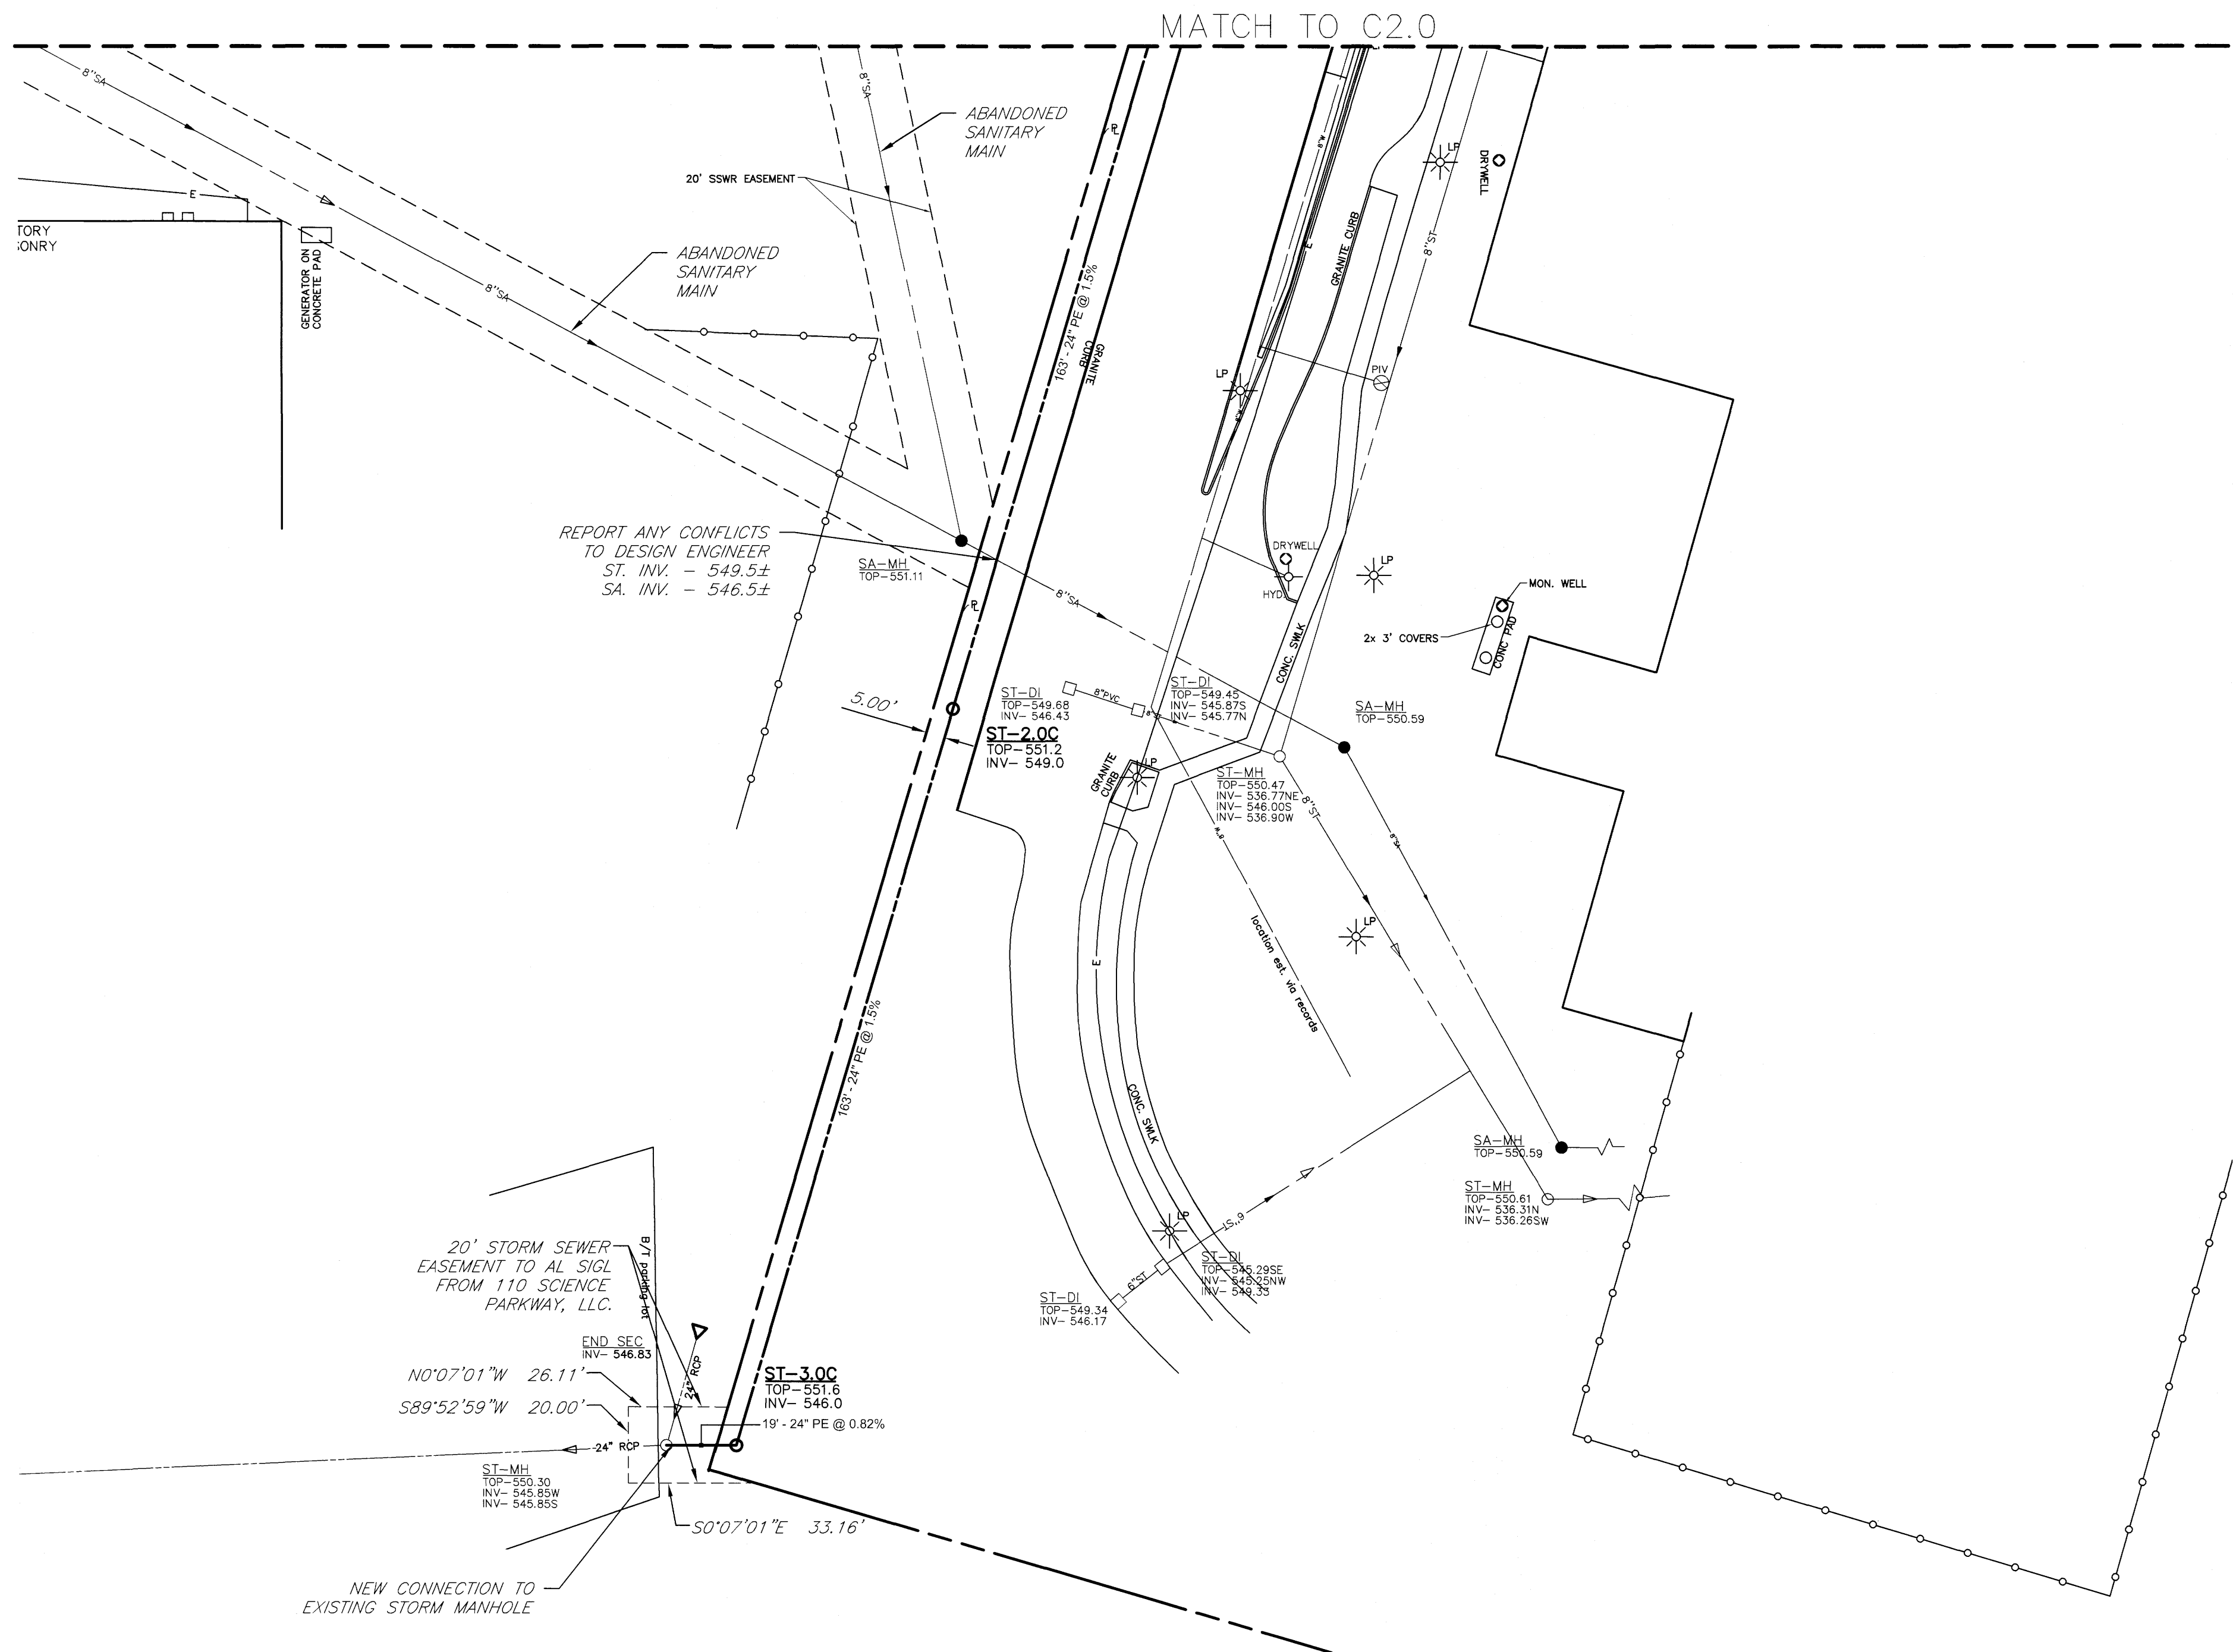 MATCH TO C2.0
8"SA
8"SA
ABANDONED
SANITARY
MAIN
20' SSWR EASEMENT
E
TORY
SONRY
GENERATOR ON
CONCRETE PAD
ABANDONED
SANITARY
MAIN
8"SA
PL
163' - 24" PE @ 1.5%
GRANITE
CURB
8"W
E
GRANITE CURB
LP
DRYWELL
8"ST
LP
8"W
PIV
REPORT ANY CONFLICTS
TO DESIGN ENGINEER
ST. INV. - 549.5±
SA. INV. - 546.5±
SA-MH
TOP-551.11
PL
8"SA
DRYWELL
HYD.
LP
CONC. SWLK
MON. WELL
2x 3' COVERS
CONC PAD
5.00'
ST-DI
TOP-549.68
INV- 546.43
8"PVC
ST-DI
TOP-549.45
INV- 545.87S
INV- 545.77N
SA-MH
TOP-550.59
ST-2.0C
TOP-551.2
INV- 549.0
GRANITE
CURB
LP
ST-MH
TOP-550.47
INV- 536.77NE
INV- 546.00S
INV- 536.90W
8"ST
8"W
8"SA
LP
location est. via records
E
163' - 24" PE @ 1.5%
CONC. SWLK
SA-MH
TOP-550.59
ST-MH
TOP-550.61
INV- 536.31N
INV- 536.26SW
20' STORM SEWER
EASEMENT TO AL SIGL
FROM 110 SCIENCE
PARKWAY, LLC.
B/T parking lot
LP
6"ST
ST-DI
TOP-545.29SE
INV- 545.25NW
INV- 549.33
6"ST
ST-DI
TOP-549.34
INV- 546.17
END SEC
INV- 546.83
24" RCP
N0°07'01"W 26.11'
S89°52'59"W 20.00'
ST-3.0C
TOP-551.6
INV- 546.0
19' - 24" PE @ 0.82%
24" RCP
ST-MH
TOP-550.30
INV- 545.85W
INV- 545.85S
S0°07'01"E 33.16'
NEW CONNECTION TO
EXISTING STORM MANHOLE